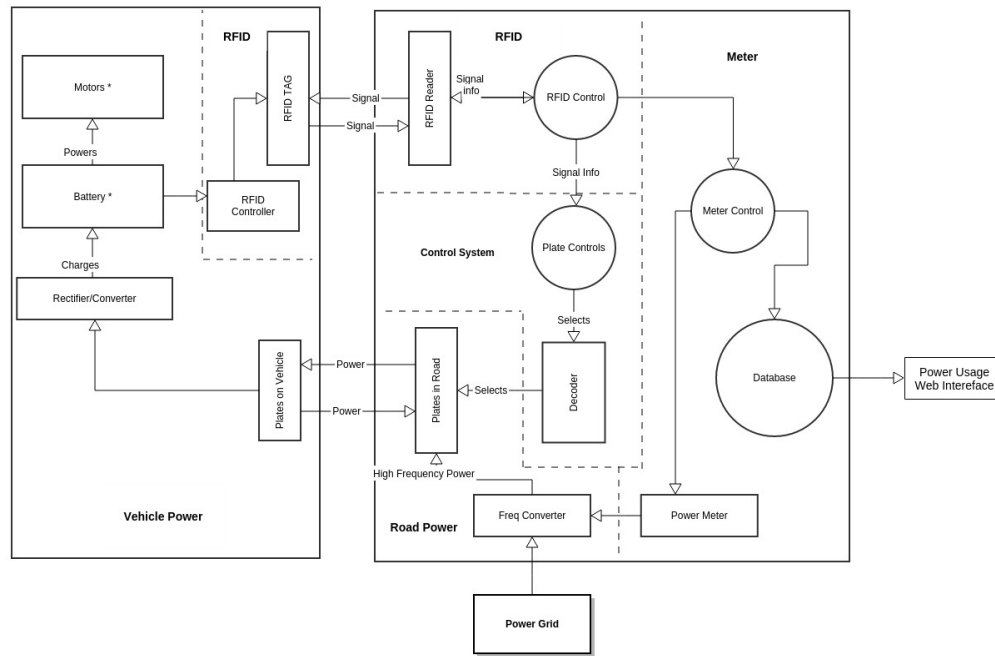 RFID
RFID
Meter
Motors *
RFID TAG
Signal
Signal
RFID Reader
Signal
info
RFID Control
Powers
Signal Info
Battery *
RFID
Controller
Meter Control
Control System
Plate Controls
Charges
Rectifier/Converter
Selects
Plates on Vehicle
Power
Power
Plates in Road
Selects
Decoder
Database
Power Usage
Web Intereface
High Frequency Power
Vehicle Power
Road Power
Freq Converter
Power Meter
Power Grid